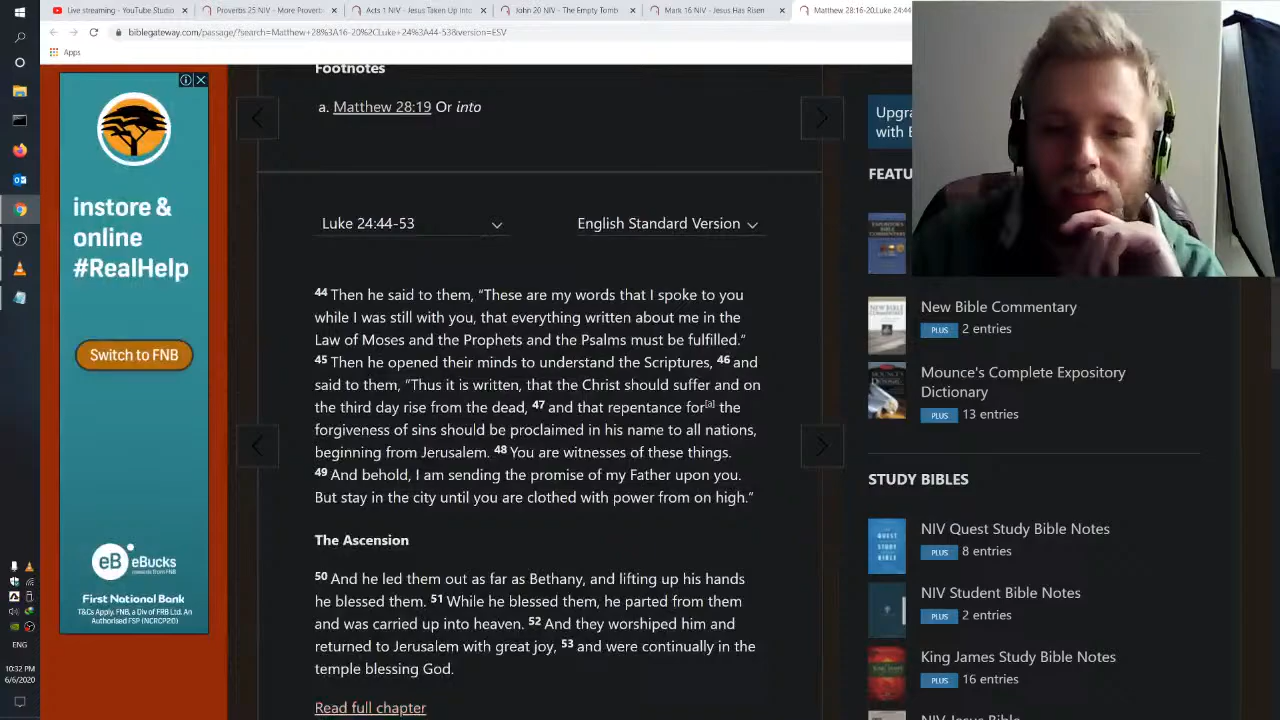 Live streaming - YouTube Studio
Proverbs 25 NIV - More Proverb
Acts 1 NIV - Jesus Taken Up Into
John 20 NIV - The Empty Tomb
Mark 16 NIV - Jesus Has Risen
Matthew 28:16-20,Luke 24:44
biblegateway.com/passage/?search=Matthew+28%3A16-20%2CLuke+24%3A44-53&version=ESV
Apps
instore &
online
#RealHelp
Switch to FNB
eB eBucks
rewards from FNB
First National Bank
T&Cs Apply. FNB, a Div of FRB Ltd. An
Authorised FSP (NCRCP20)
Footnotes
a. Matthew 28:19 Or into
Luke 24:44-53
English Standard Version
44 Then he said to them, “These are my words that I spoke to you
while I was still with you, that everything written about me in the
Law of Moses and the Prophets and the Psalms must be fulfilled.”
45 Then he opened their minds to understand the Scriptures, 46 and
said to them, “Thus it is written, that the Christ should suffer and on
the third day rise from the dead, 47 and that repentance for[a] the
forgiveness of sins should be proclaimed in his name to all nations,
beginning from Jerusalem. 48 You are witnesses of these things.
49 And behold, I am sending the promise of my Father upon you.
But stay in the city until you are clothed with power from on high.”
The Ascension
50 And he led them out as far as Bethany, and lifting up his hands
he blessed them. 51 While he blessed them, he parted from them
and was carried up into heaven. 52 And they worshiped him and
returned to Jerusalem with great joy, 53 and were continually in the
temple blessing God.
Read full chapter
Upgra
with B
FEATU
New Bible Commentary
PLUS 2 entries
Mounce's Complete Expository
Dictionary
PLUS 13 entries
STUDY BIBLES
NIV Quest Study Bible Notes
PLUS 8 entries
NIV Student Bible Notes
PLUS 2 entries
King James Study Bible Notes
PLUS 16 entries
NIV Jesus Bible
ENG
10:32 PM
6/6/2020